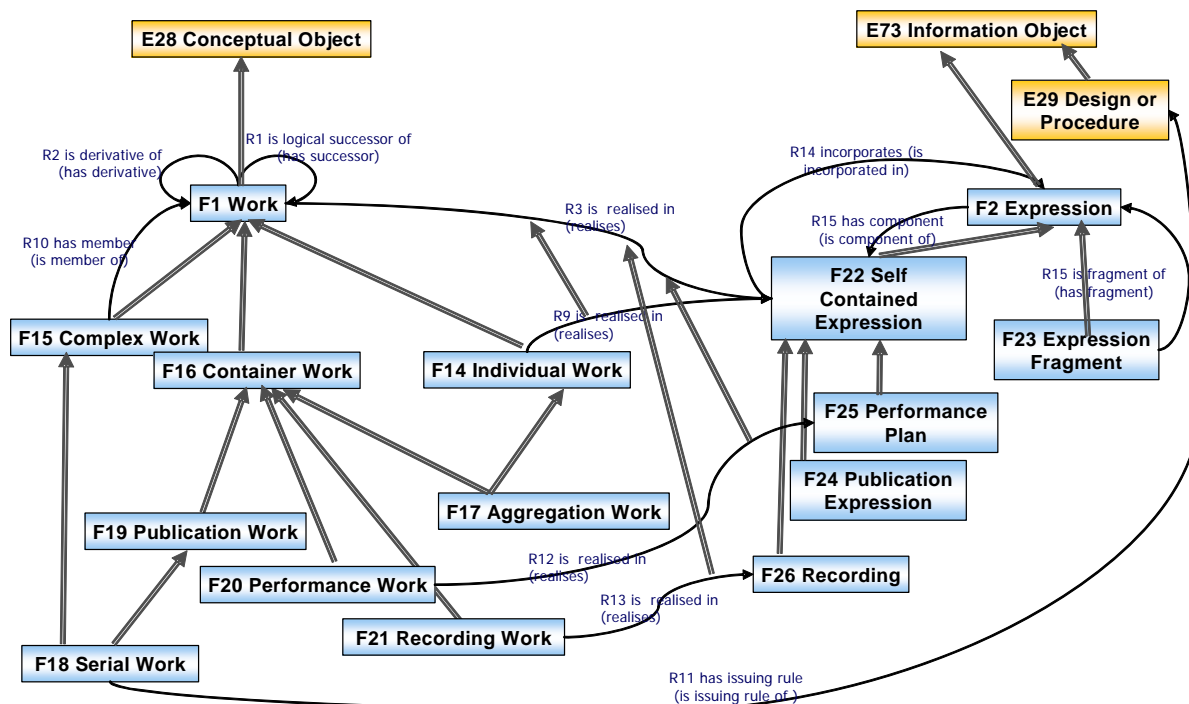 E28 Conceptual Object
E73 Information Object
E29 Design or
Procedure
R1 is logical successor of
(has successor)
R2 is derivative of
(has derivative)
R14 incorporates (is
incorporated in)
F1 Work
R3 is realised in
(realises)
F2 Expression
R15 has component
(is component of)
R10 has member
(is member of)
F22 Self
Contained
Expression
R15 is fragment of
(has fragment)
R9 is  realised in
(realises)
F15 Complex Work
F23 Expression
Fragment
F16 Container Work
F14 Individual Work
F25 Performance
Plan
F24 Publication
Expression
F17 Aggregation Work
F19 Publication Work
R12 is  realised in
(realises)
F20 Performance Work
F26 Recording
R13 is  realised in
(realises)
F21 Recording Work
F18 Serial Work
R11 has issuing rule
(is issuing rule of )